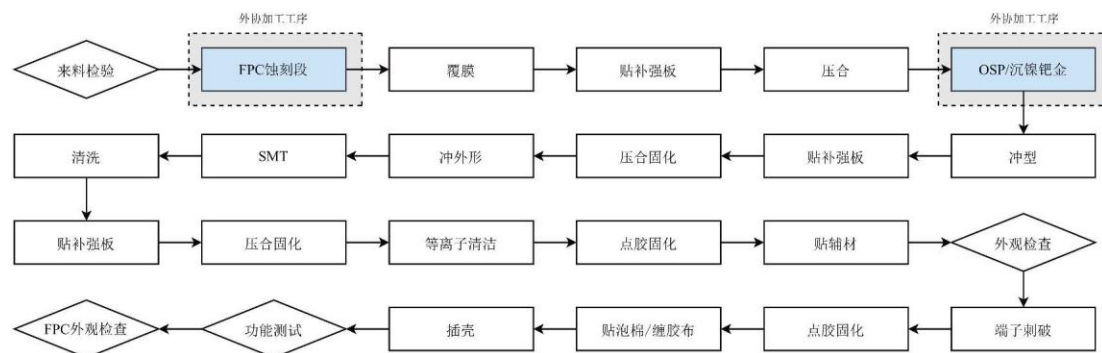 外协加工工序
外协加工工序
来料检验
FPC蚀刻段
覆膜
贴补强板
压合
OSP/沉镍钯金
清洗
SMT
冲外形
压合固化
贴补强板
冲型
贴补强板
压合固化
等离子清洁
点胶固化
贴辅材
外观检查
FPC外观检查
功能测试
插壳
贴泡棉/缠胶布
点胶固化
端子刺破